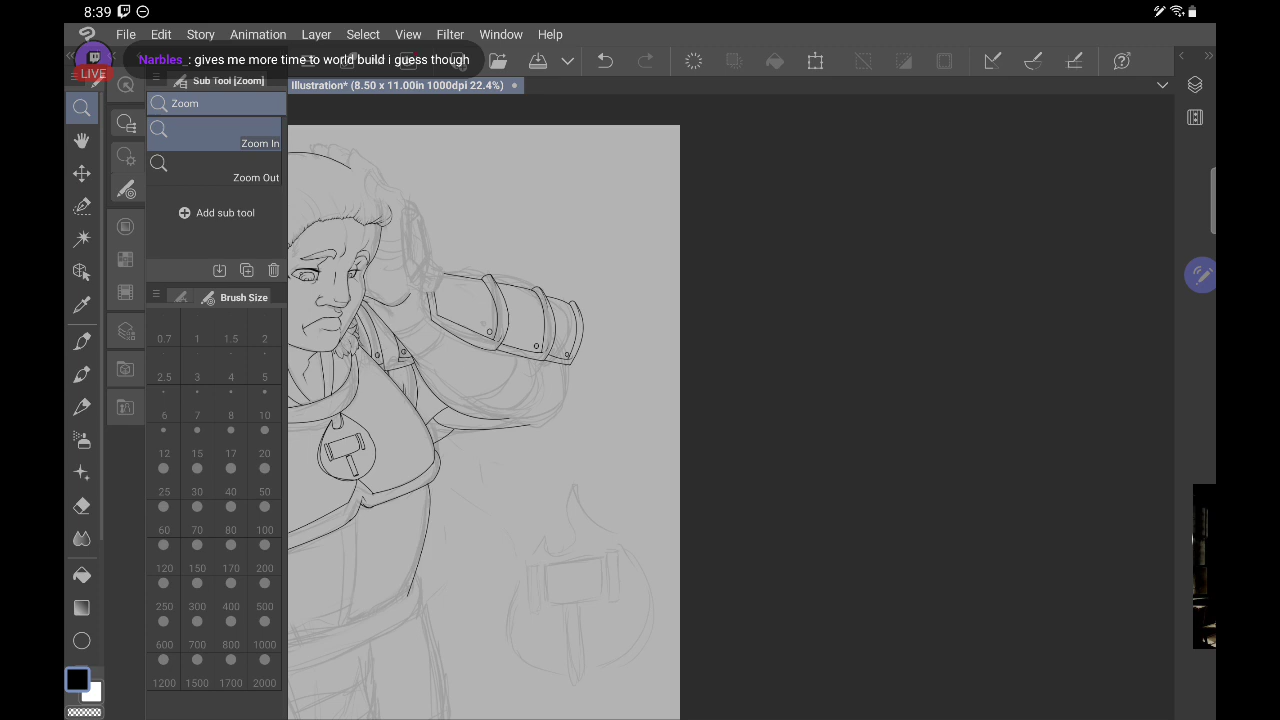 8:39
File Edit Story Animation Layer Select View Filter Window Help
Narbles_: gives me more time to world build i guess though
LIVE
Sub Tool [Zoom]
Illustration* (8.50 x 11.00in 1000dpi 22.4%)
Zoom
Zoom In
Zoom Out
Add sub tool
Brush Size
0.7 1 1.5 2
2.5 3 4 5
6 7 8 10
12 15 17 20
25 30 40 50
60 70 80 100
120 150 170 200
250 300 400 500
600 700 800 1000
1200 1500 1700 2000